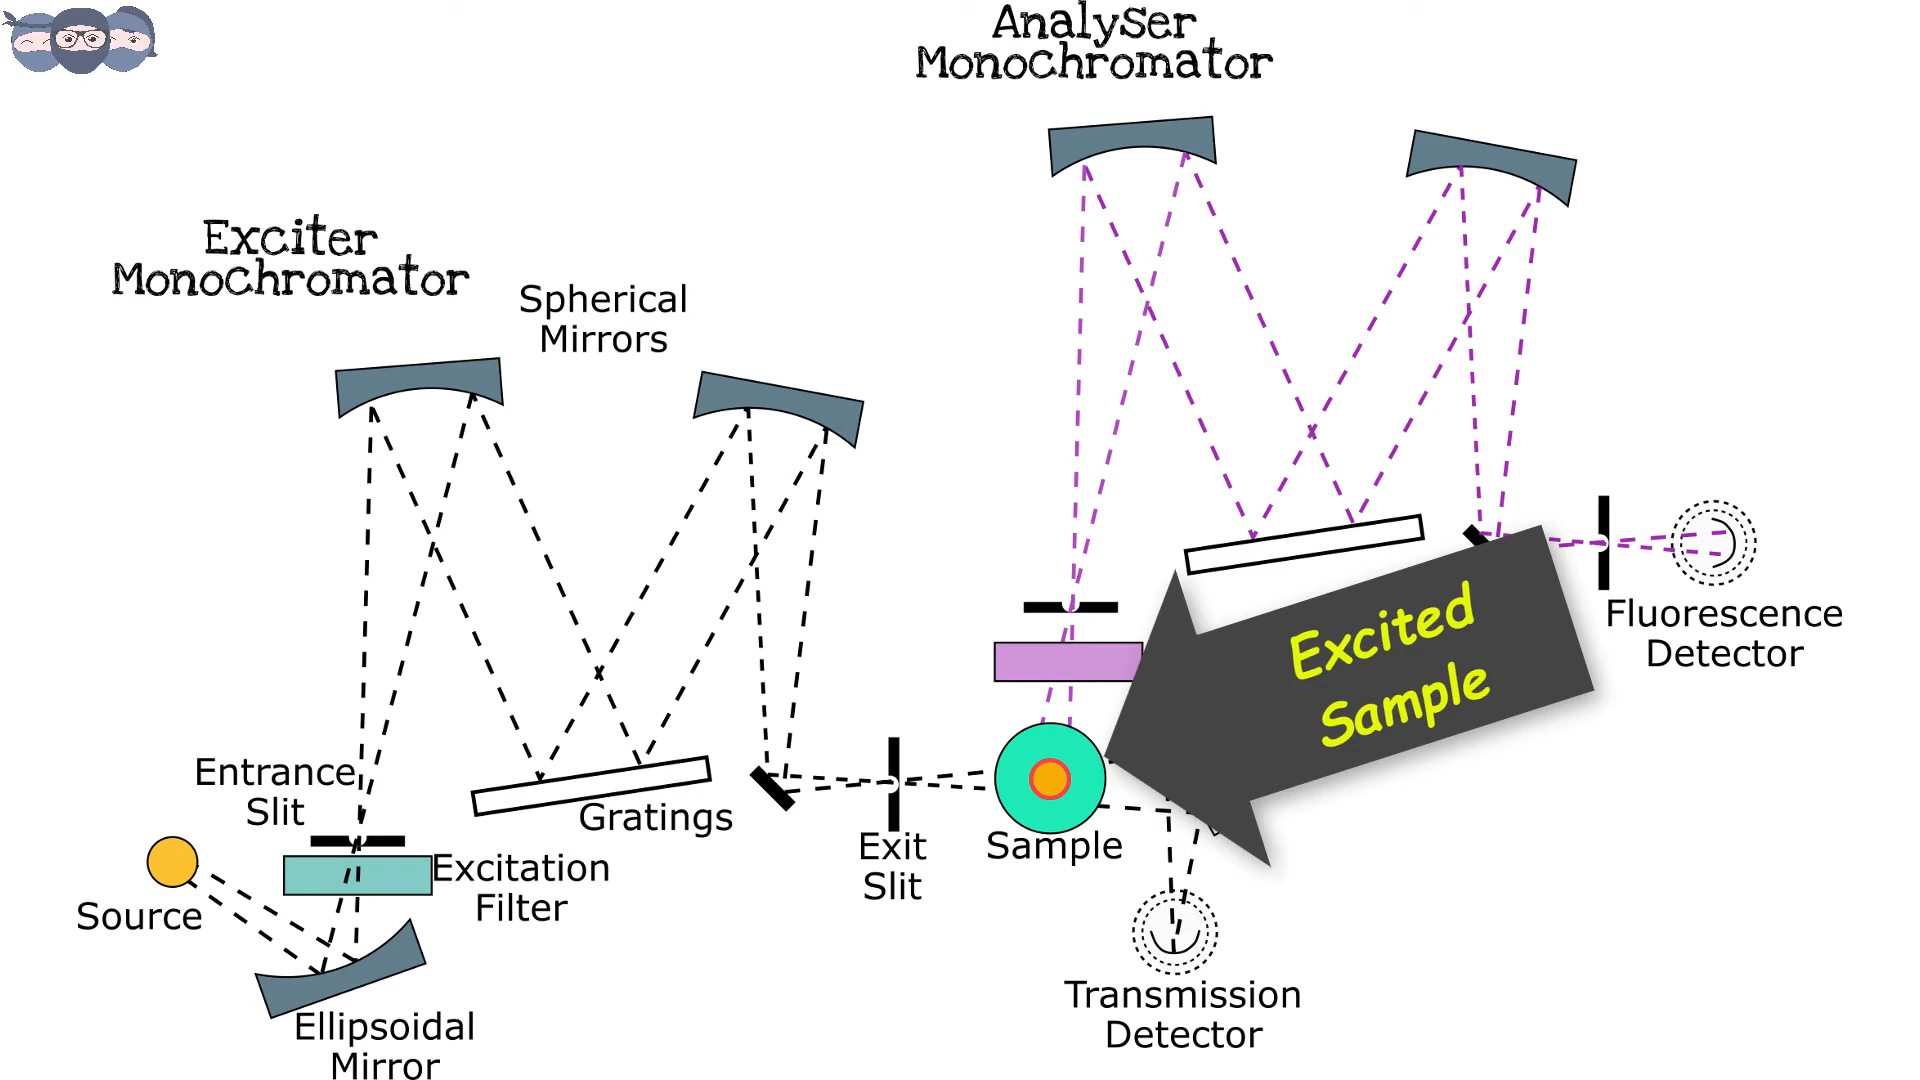 Analyser
Monochromator
Exciter
Monochromator
Spherical
Mirrors
Entrance
Slit
Gratings
Source
Excitation
Filter
Ellipsoidal
Mirror
Exit
Slit
Sample
Excited
Sample
Fluorescence
Detector
Transmission
Detector